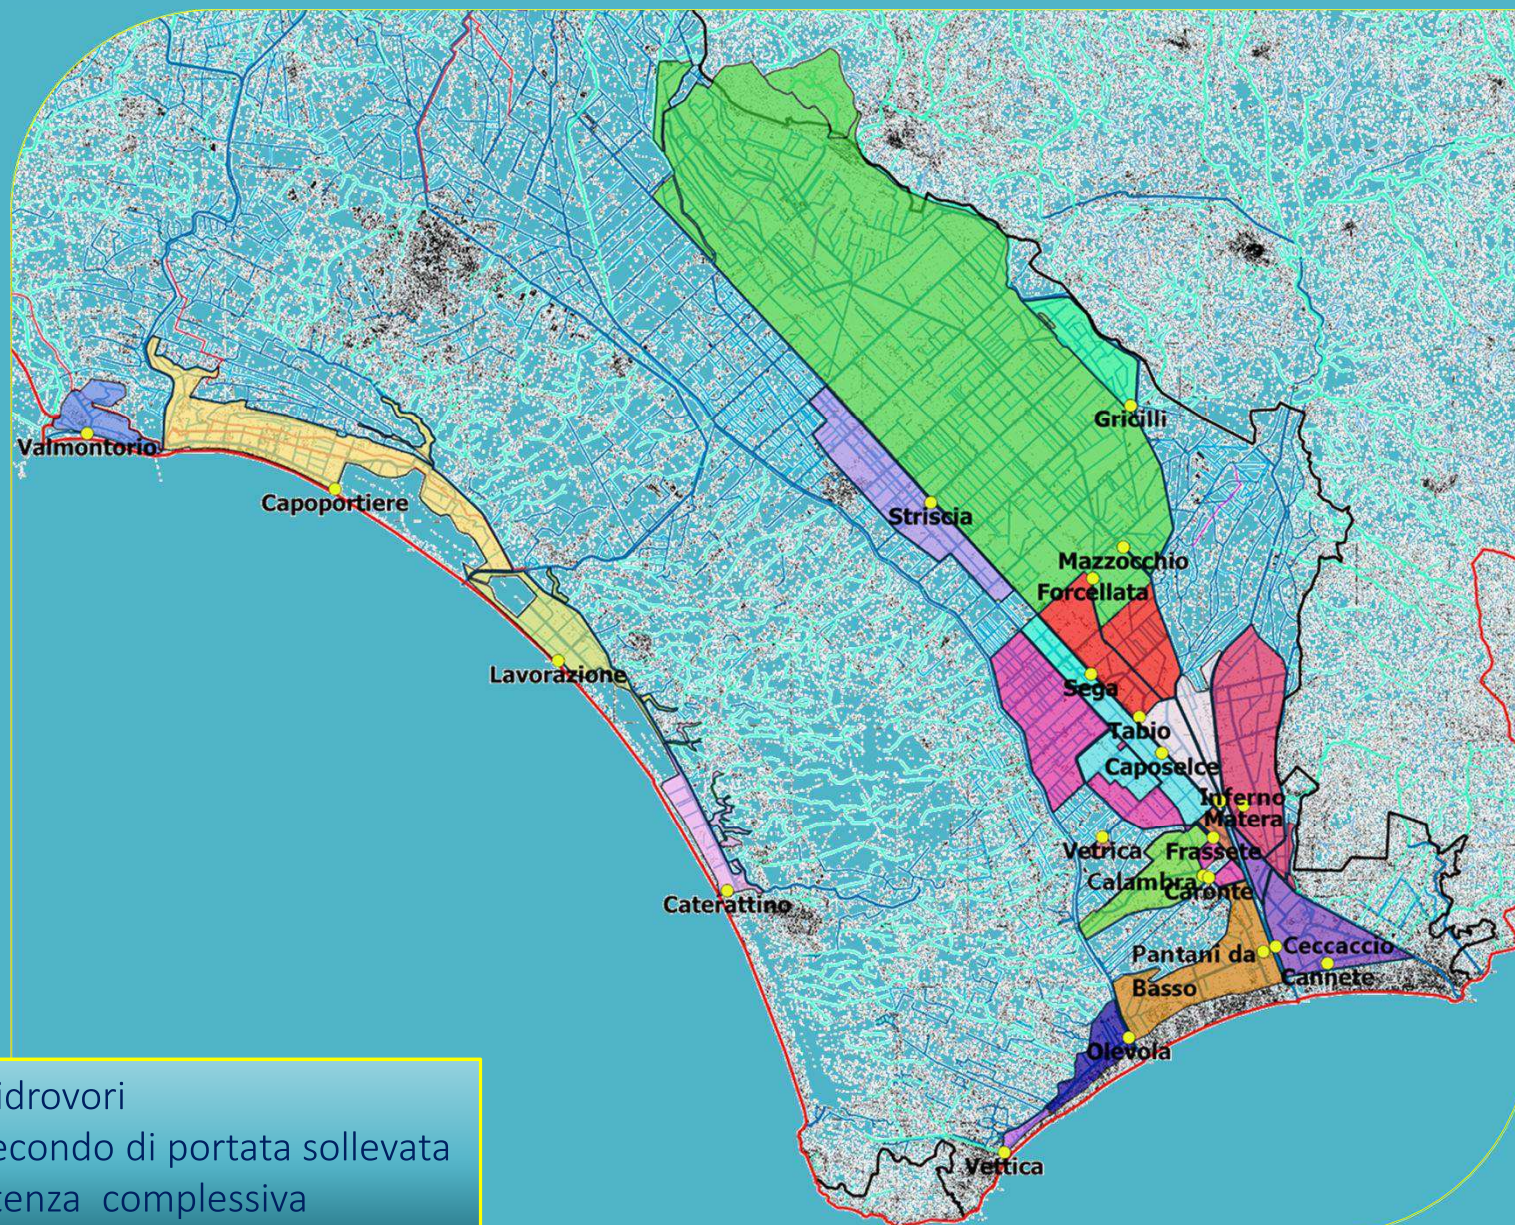 Gricilli
Valmontorio
Capoportiere
Striscia
Mazzocchio
Forcellata
Lavorazione
Sega
Tabio
Caposelce
Inferno
Matera
Vetrica
Frassete
Calambra
Caronte
Caterattino
Ceccaccio
Pantani da
Basso
Cannete
Olevola
Vettica
idrovori
econdo di portata sollevata
tenza complessiva